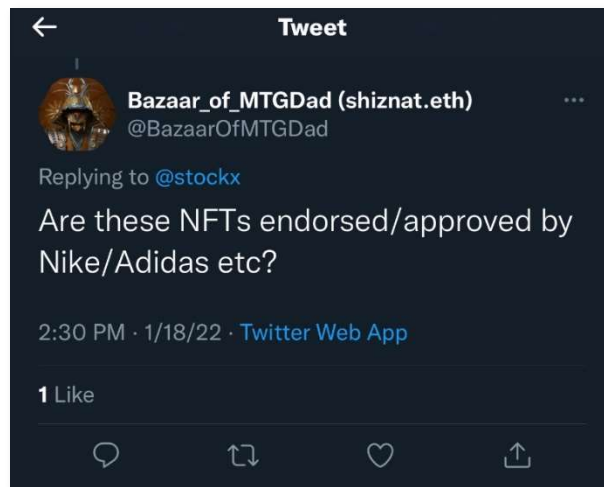 Tweet
Bazaar_of_MTGDad (shiznat.eth)
@BazaarOfMTGDad
Replying to @stockx
Are these NFTs endorsed/approved by
Nike/Adidas etc?
2:30 PM · 1/18/22 · Twitter Web App
1 Like